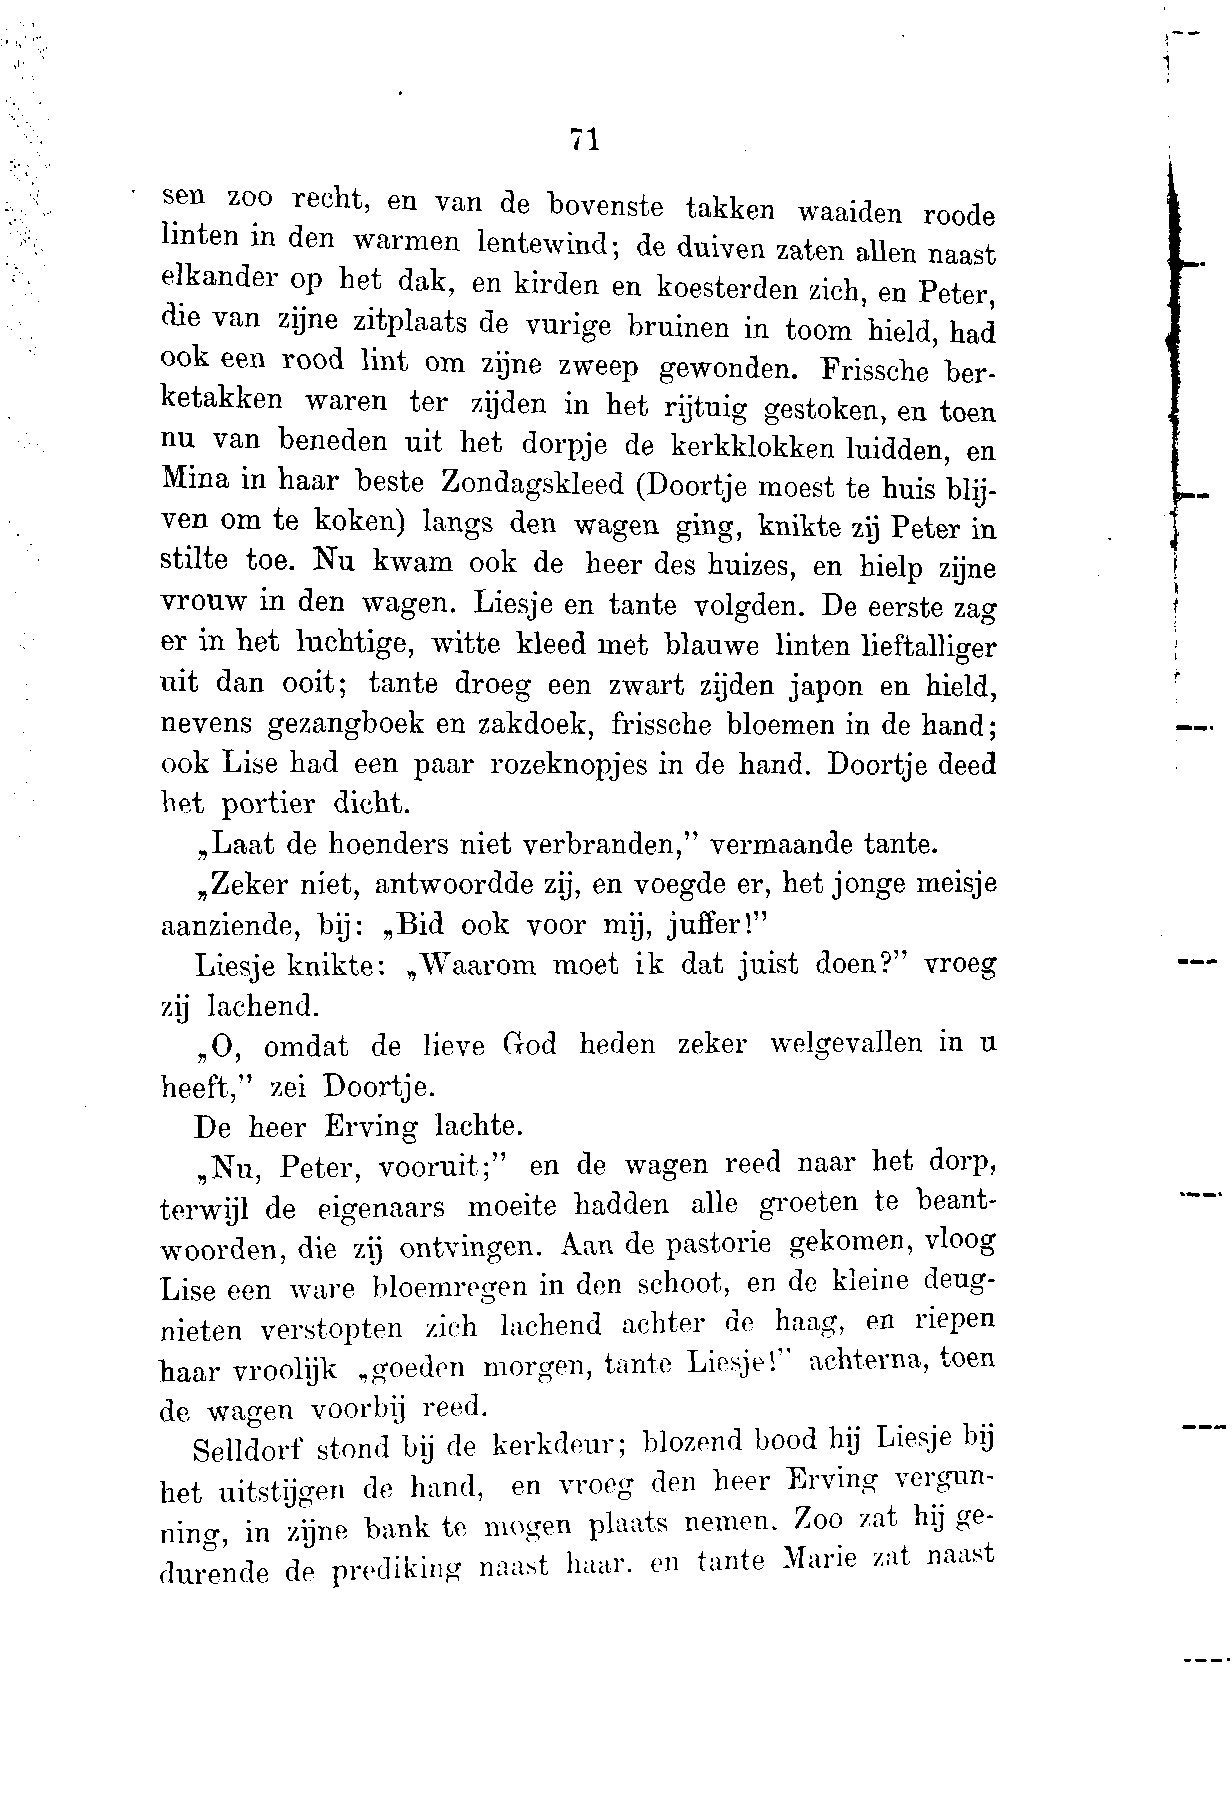 71
sen zoo recht, en van de bovenste takken waaiden roode
linten in den warmen lentewind; de duiven zaten allen naast
elkander op het dak, en kirden en koesterden zich, en Peter,
die van zijne zitplaats de vurige bruinen in toom hield, had
ook een rood lint om zijne zweep gewonden. Frissche ber-
ketakken waren ter zijden in het rijtuig gestoken, en toen
nu van beneden uit het dorpje de kerkklokken luidden, en
Mina in haar beste Zondagskleed (Doortje moest te huis blij-
ven om te koken) langs den wagen ging, knikte zij Peter in
stilte toe. Nu kwam ook de heer des huizes, en hielp zijne
vrouw in den wagen. Liesje en tante volgden. De eerste zag
er in het luchtige, witte kleed met blauwe linten lieftalliger
uit dan ooit; tante droeg een zwart zijden japon en hield,
nevens gezangboek en zakdoek, frissche bloemen in de hand;
ook Lise had een paar rozeknopjes in de hand. Doortje deed
het portier dicht.
„Laat de hoenders niet verbranden,” vermaande tante.
„Zeker niet, antwoordde zij, en voegde er, het jonge meisje
aanziende, bij: „Bid ook voor mij, juffer!”
Liesje knikte: „Waarom moet ik dat juist doen?” vroeg
zij lachend.
„O, omdat de lieve God heden zeker welgevallen in u
heeft,” zei Doortje.
De heer Erving lachte.
„Nu, Peter, vooruit;” en de wagen reed naar het dorp,
terwijl de eigenaars moeite hadden alle groeten te beant-
woorden, die zij ontvingen. Aan de pastorie gekomen, vloog
Lise een ware bloemregen in den schoot, en de kleine deug-
nieten verstopten zich lachend achter de haag, en riepen
haar vroolijk „goeden morgen, tante Liesje!” achterna, toen
de wagen voorbij reed.
Selldorf stond bij de kerkdeur; blozend bood hij Liesje bij
het uitstijgen de hand, en vroeg den heer Erving vergun-
ning, in zijne bank te mogen plaats nemen. Zoo zat hij ge-
durende de prediking naast haar. en tante Marie zat naast